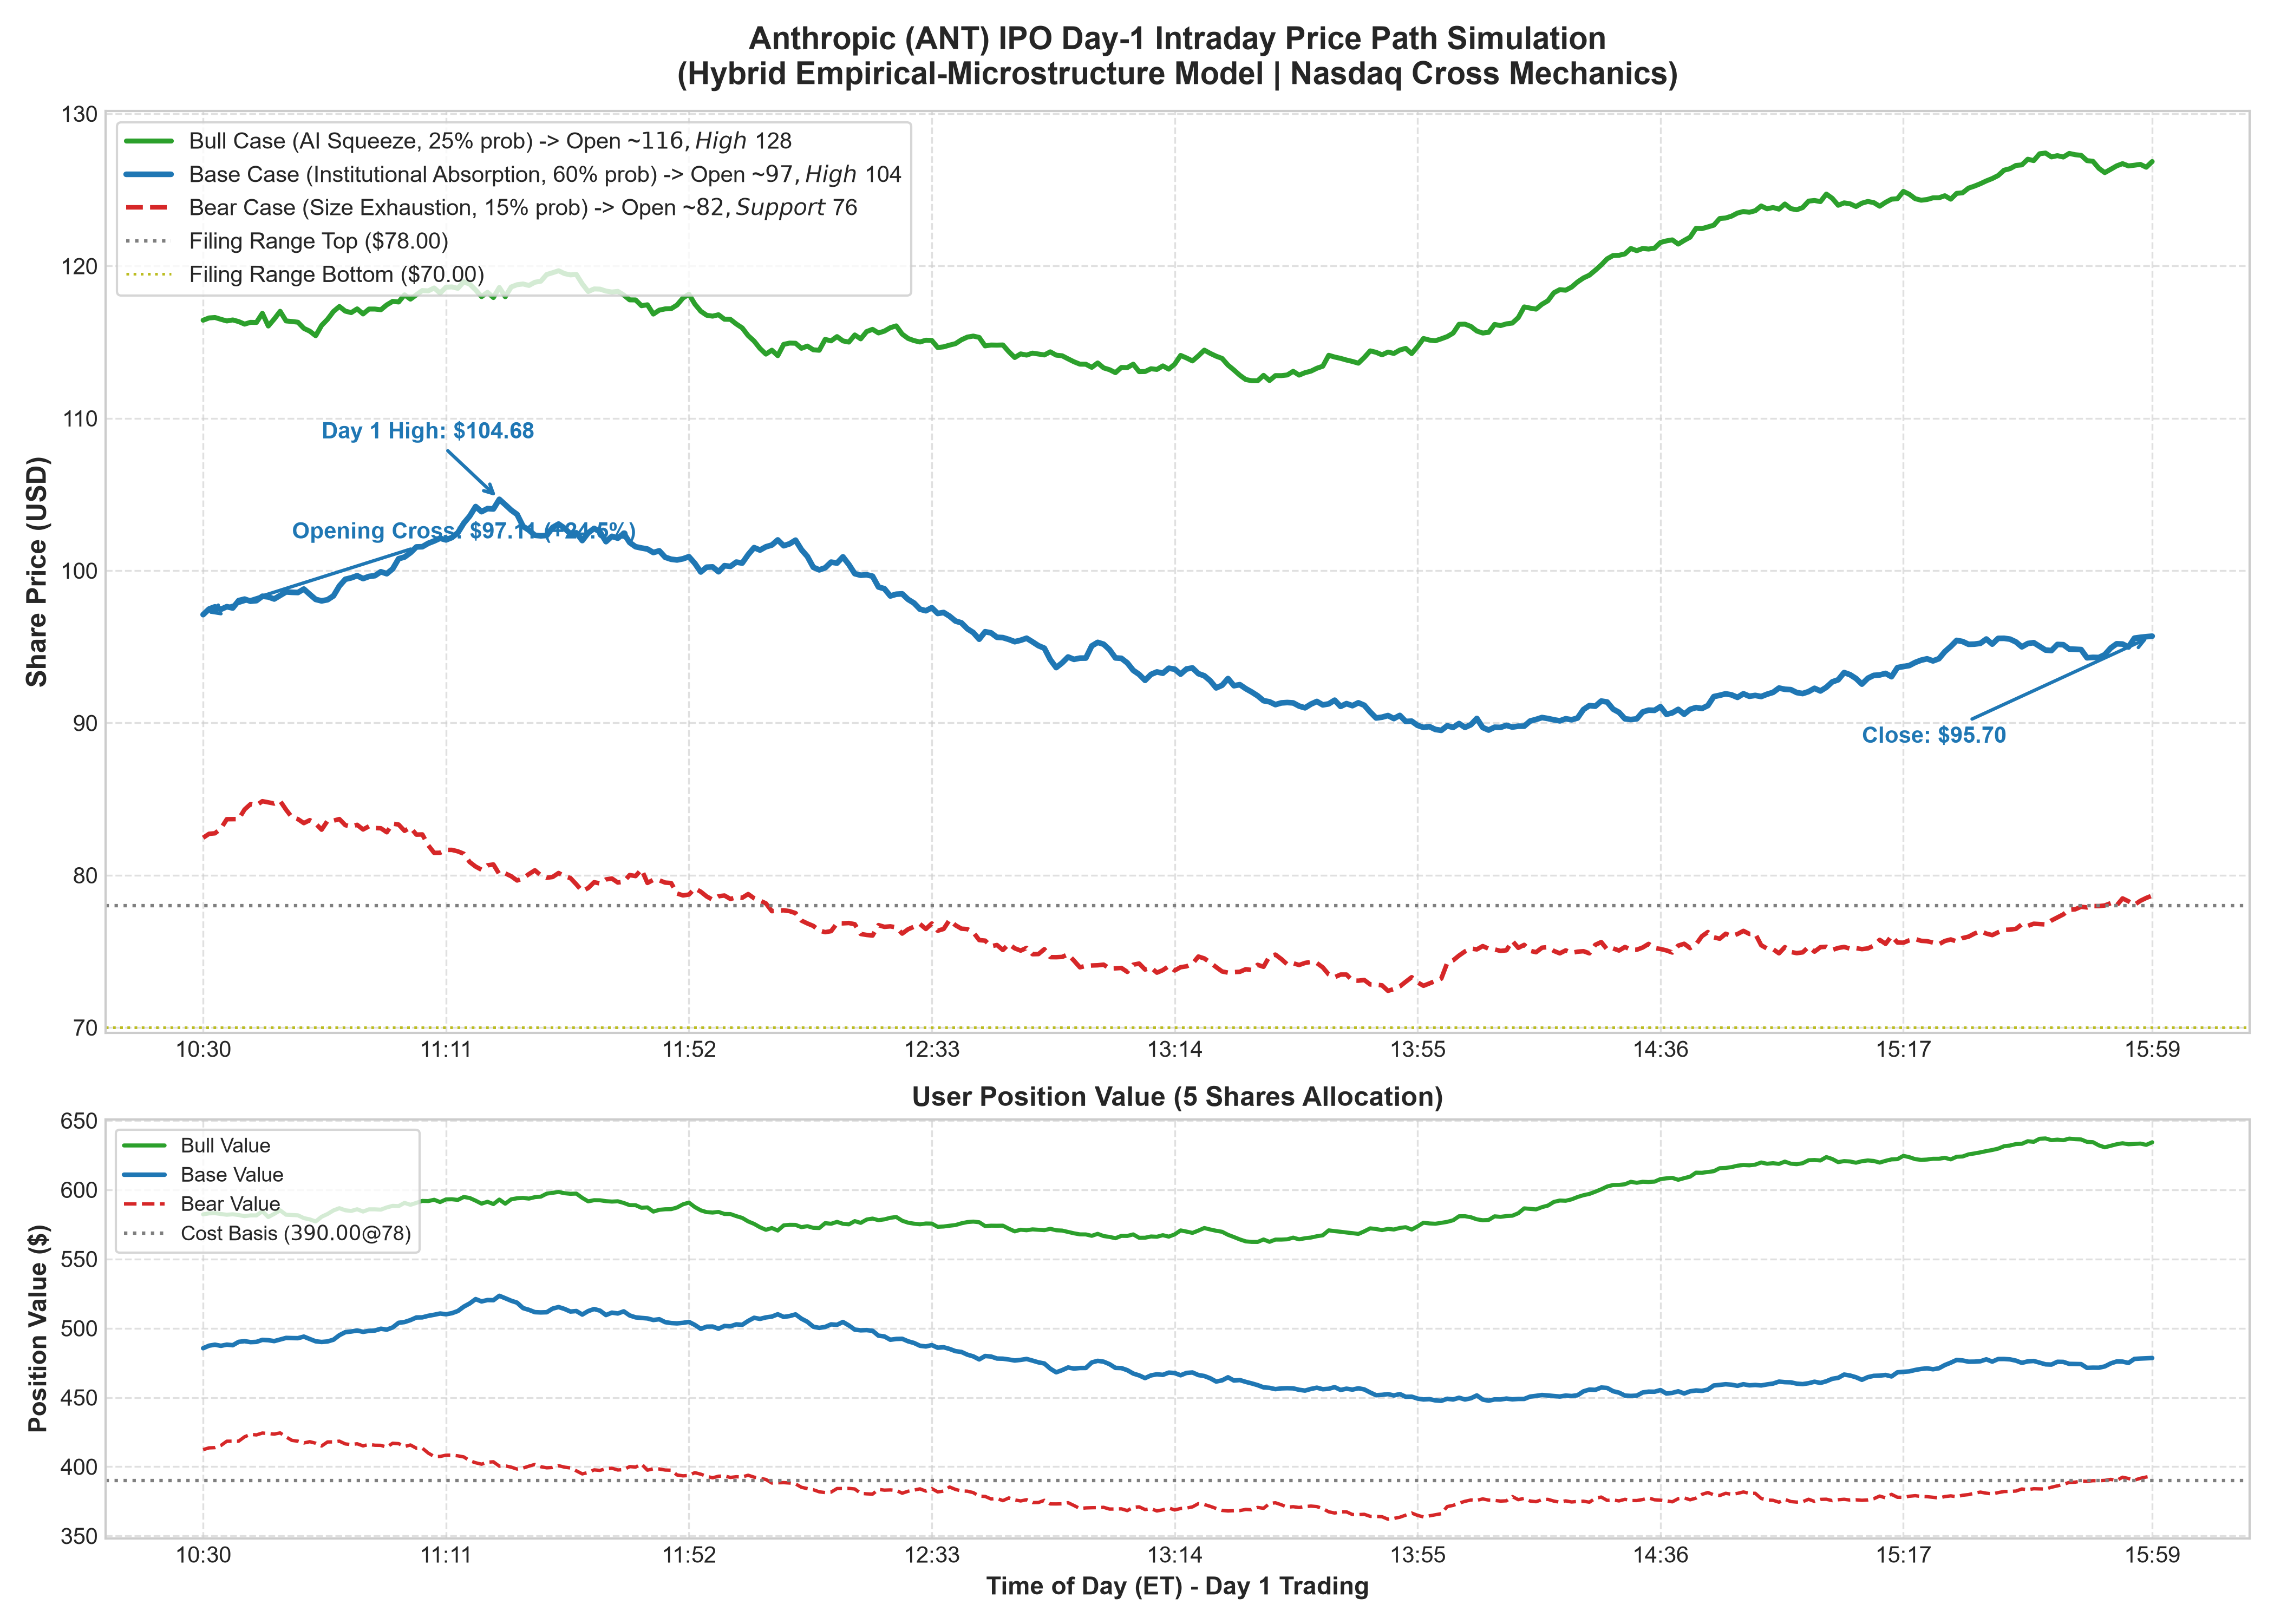 Anthropic (ANT) IPO Day-1 Intraday Price Path Simulation
(Hybrid Empirical-Microstructure Model | Nasdaq Cross Mechanics)
Share Price (USD)
130
120
110
100
90
80
70
Bull Case (AI Squeeze, 25% prob) -> Open ~116, High 128
Base Case (Institutional Absorption, 60% prob) -> Open ~97, High 104
Bear Case (Size Exhaustion, 15% prob) -> Open ~82, Support 76
Filing Range Top ($78.00)
Filing Range Bottom ($70.00)
Day 1 High: $104.68
Opening Cross: $97.14 (+24.5%)
Close: $95.70
10:30 11:11 11:52 12:33 13:14 13:55 14:36 15:17 15:59
User Position Value (5 Shares Allocation)
Position Value ($)
650
600
550
500
450
400
350
Bull Value
Base Value
Bear Value
Cost Basis (390.00@78)
10:30 11:11 11:52 12:33 13:14 13:55 14:36 15:17 15:59
Time of Day (ET) - Day 1 Trading